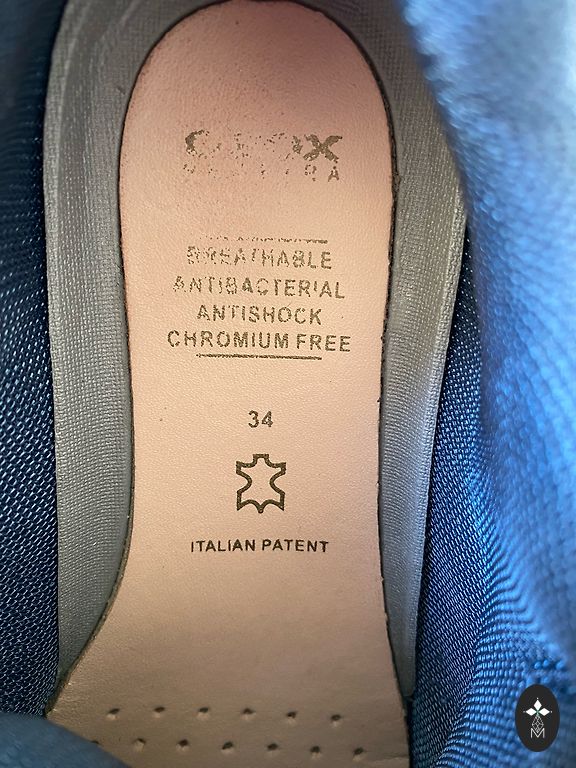 BREATHABLE
ANTIBACTERIAL
ANTISHOCK
CHROMIUM FREE
34
ITALIAN PATENT
M